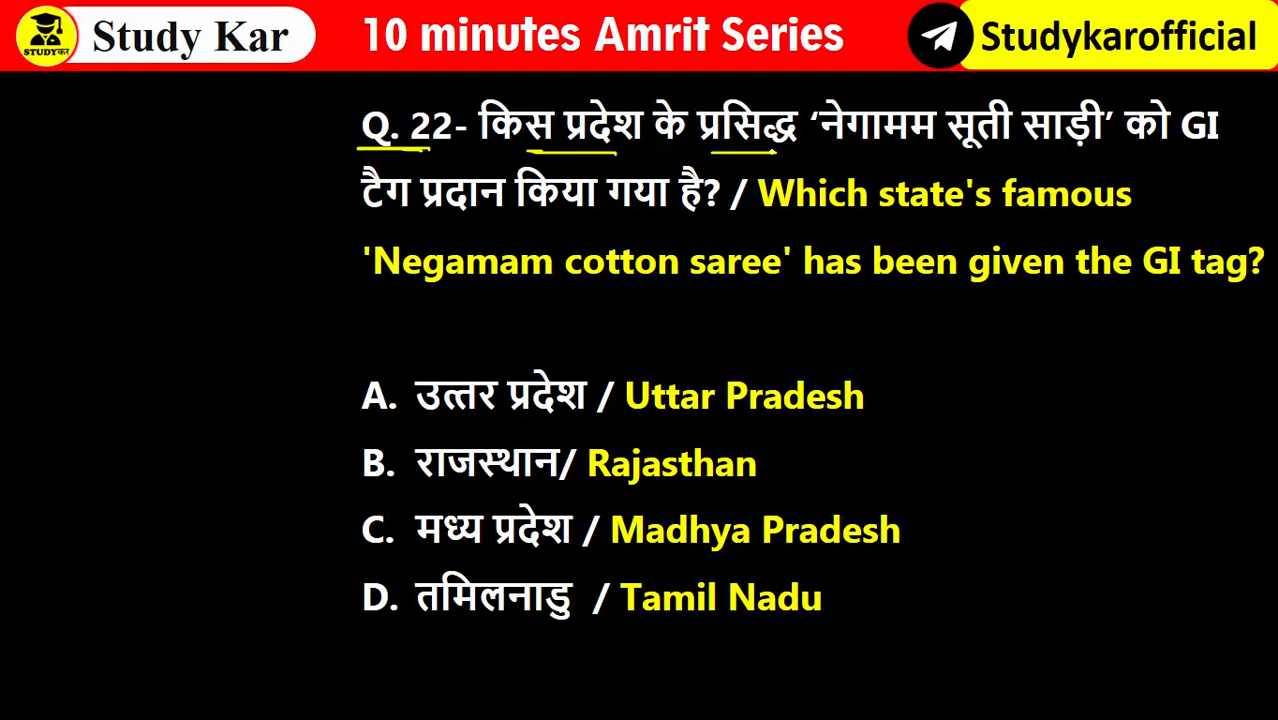 STUDYकर
Study Kar
10 minutes Amrit Series
Studykarofficial
Q. 22- किस प्रदेश के प्रसिद्ध ‘नेगामम सूती साड़ी’ को GI
टैग प्रदान किया गया है? / Which state's famous
'Negamam cotton saree' has been given the GI tag?
A. उत्तर प्रदेश / Uttar Pradesh
B. राजस्थान/ Rajasthan
C. मध्य प्रदेश / Madhya Pradesh
D. तमिलनाडु / Tamil Nadu